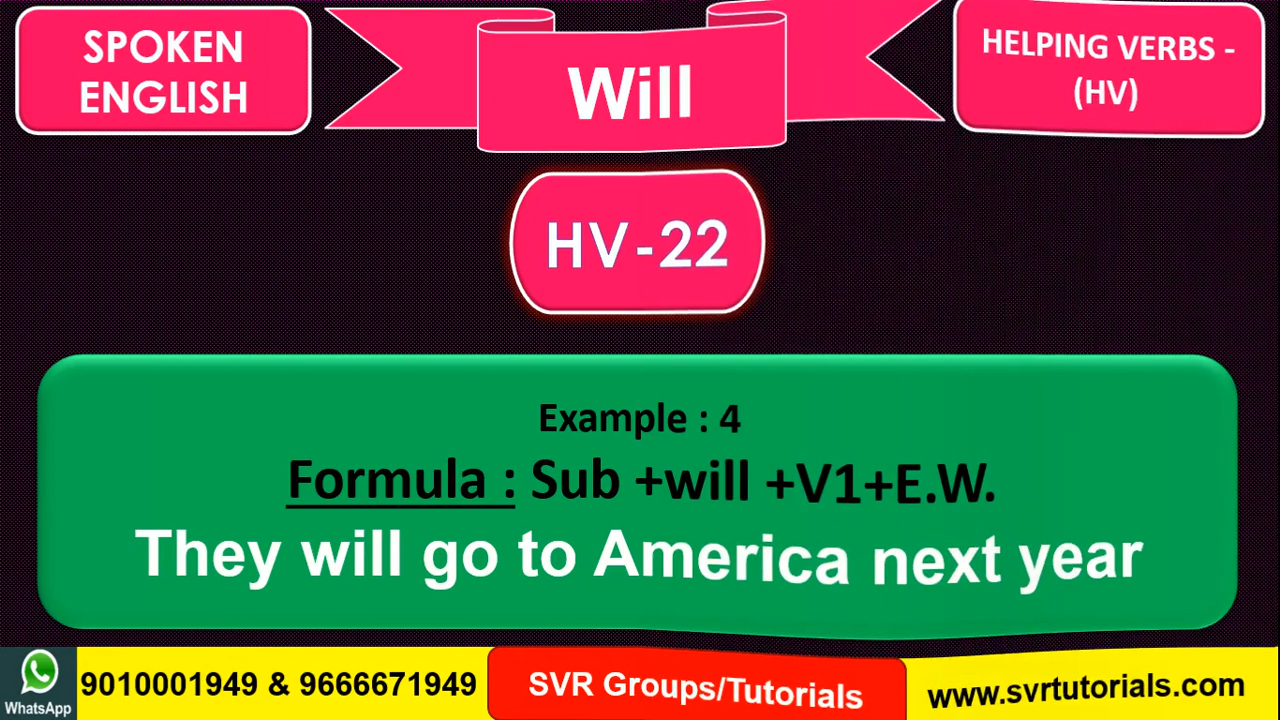 SPOKEN
ENGLISH
Will
HELPING VERBS -
(HV)
HV-22
Example : 4
Formula : Sub +will +V1+E.W.
They will go to America next year
WhatsApp
9010001949 & 9666671949
SVR Groups/Tutorials
www.svrtutorials.com